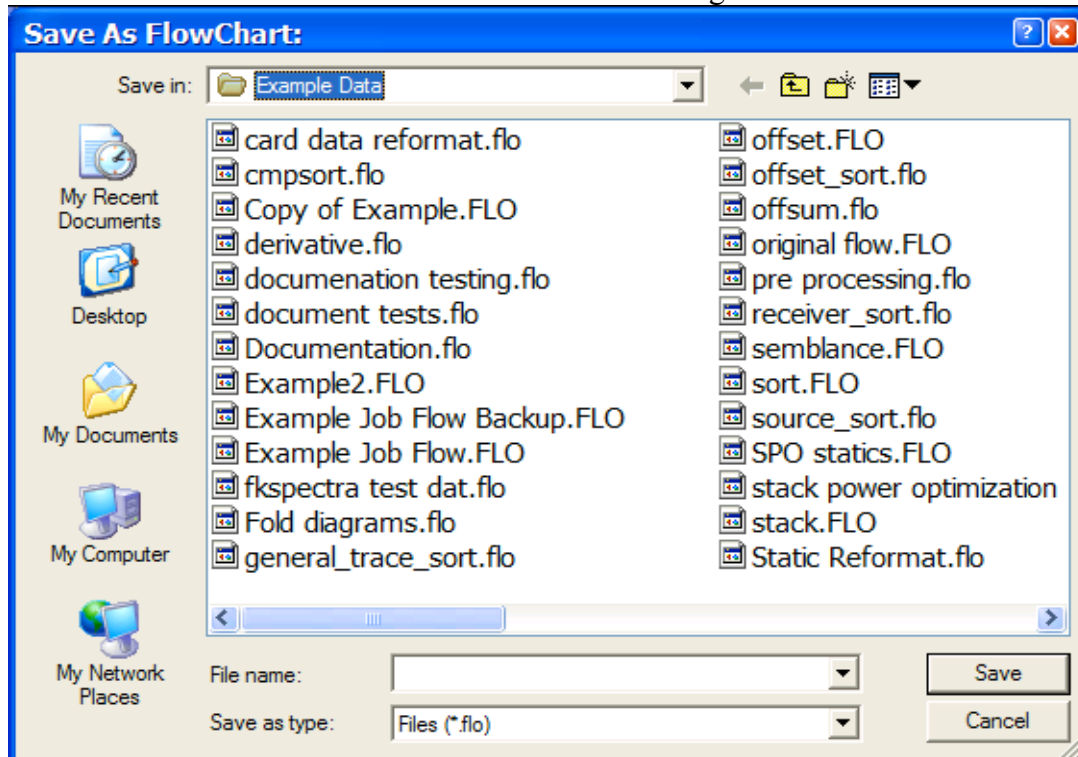 Save As FlowChart:
Save in:
Example Data
My Recent
Documents
Desktop
My Documents
My Computer
My Network
Places
card data reformat.flo
cmpsort.flo
Copy of Example.FLO
derivative.flo
documenation testing.flo
document tests.flo
Documentation.flo
Example2.FLO
Example Job Flow Backup.FLO
Example Job Flow.FLO
fkspectra test dat.flo
Fold diagrams.flo
general_trace_sort.flo
offset.FLO
offset_sort.flo
offsum.flo
original flow.FLO
pre processing.flo
receiver_sort.flo
semblance.FLO
sort.FLO
source_sort.flo
SPO statics.FLO
stack power optimization
stack.FLO
Static Reformat.flo
File name:
Save
Save as type:
Files (*.flo)
Cancel